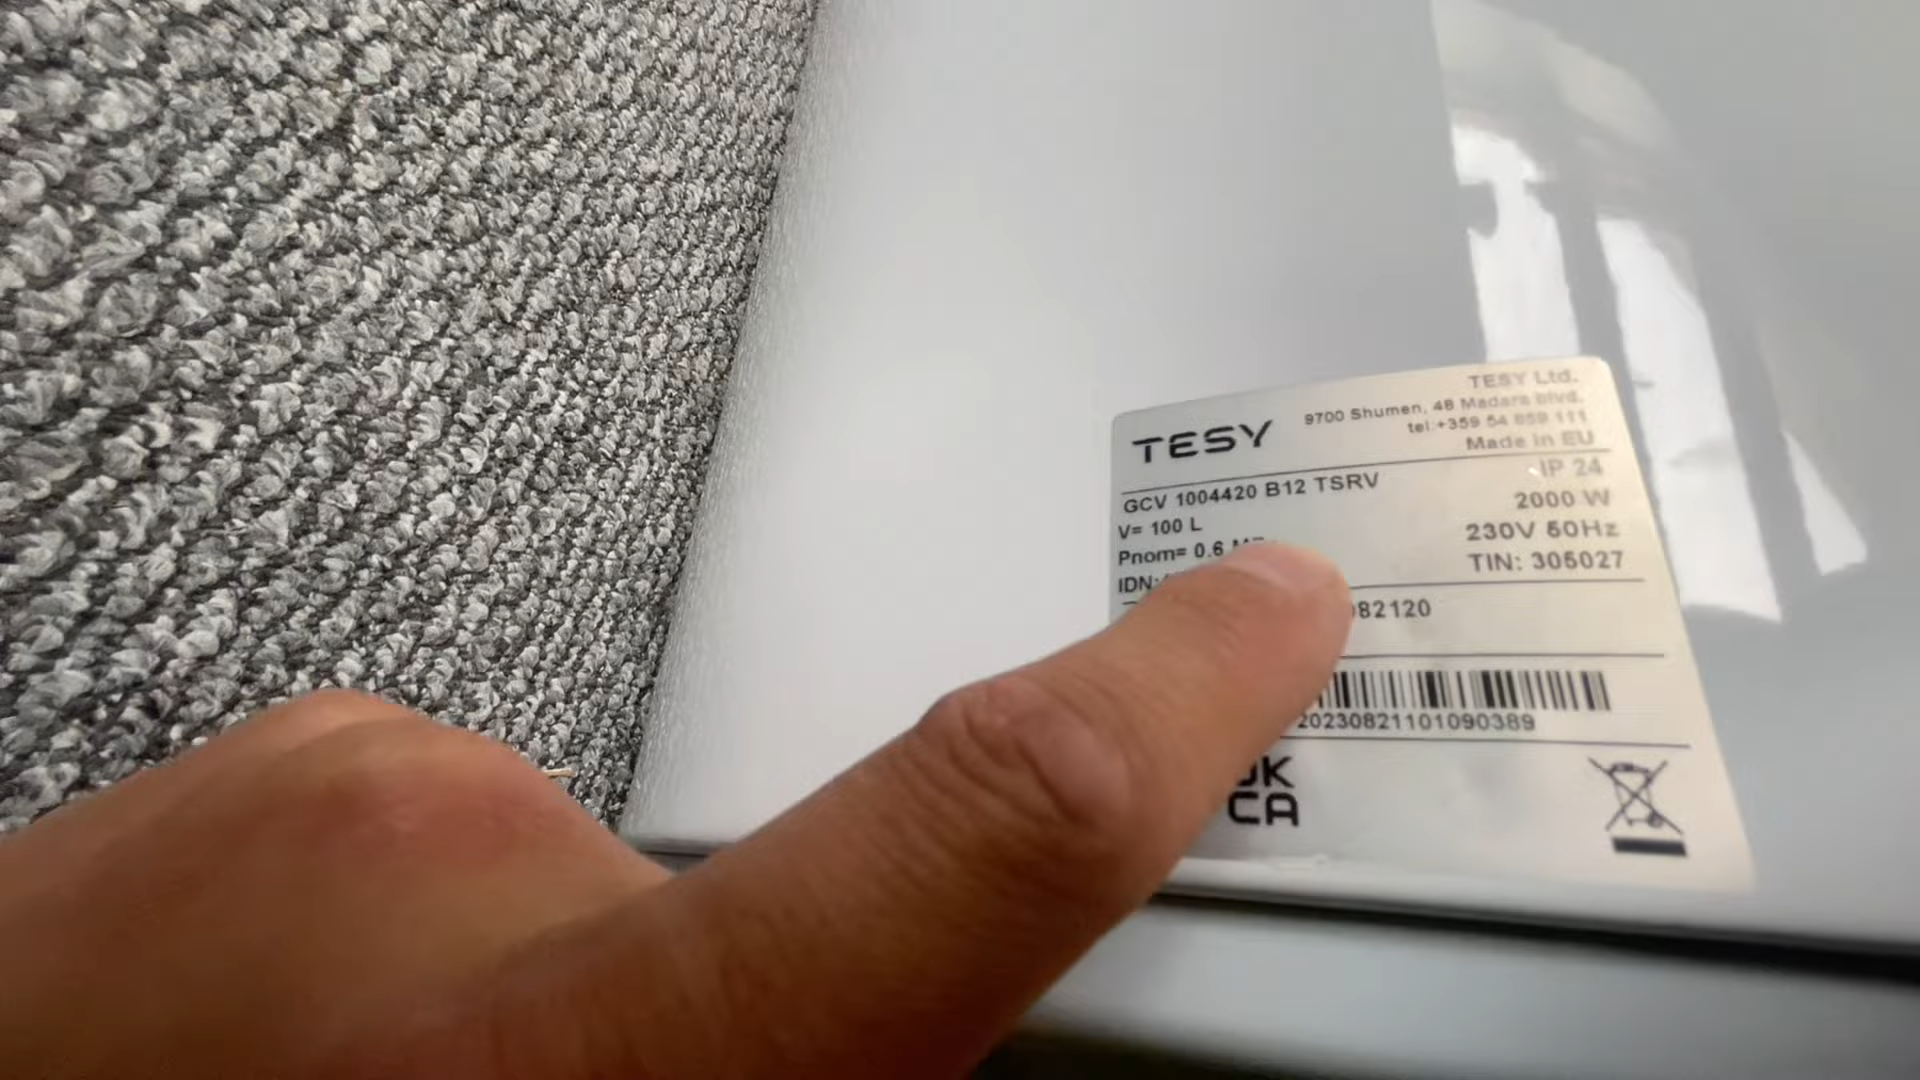 TESY
TESY Ltd.
9700 Shumen, 48 Madara blvd.
tel.+359 54 859 111
Made in EU
GCV 1004420 B12 TSRV
IP 24
V= 100 L
2000 W
Pnom= 0.6
230V 50Hz
IDN:
TIN: 305027
082120
20230821101090389
UK
CA